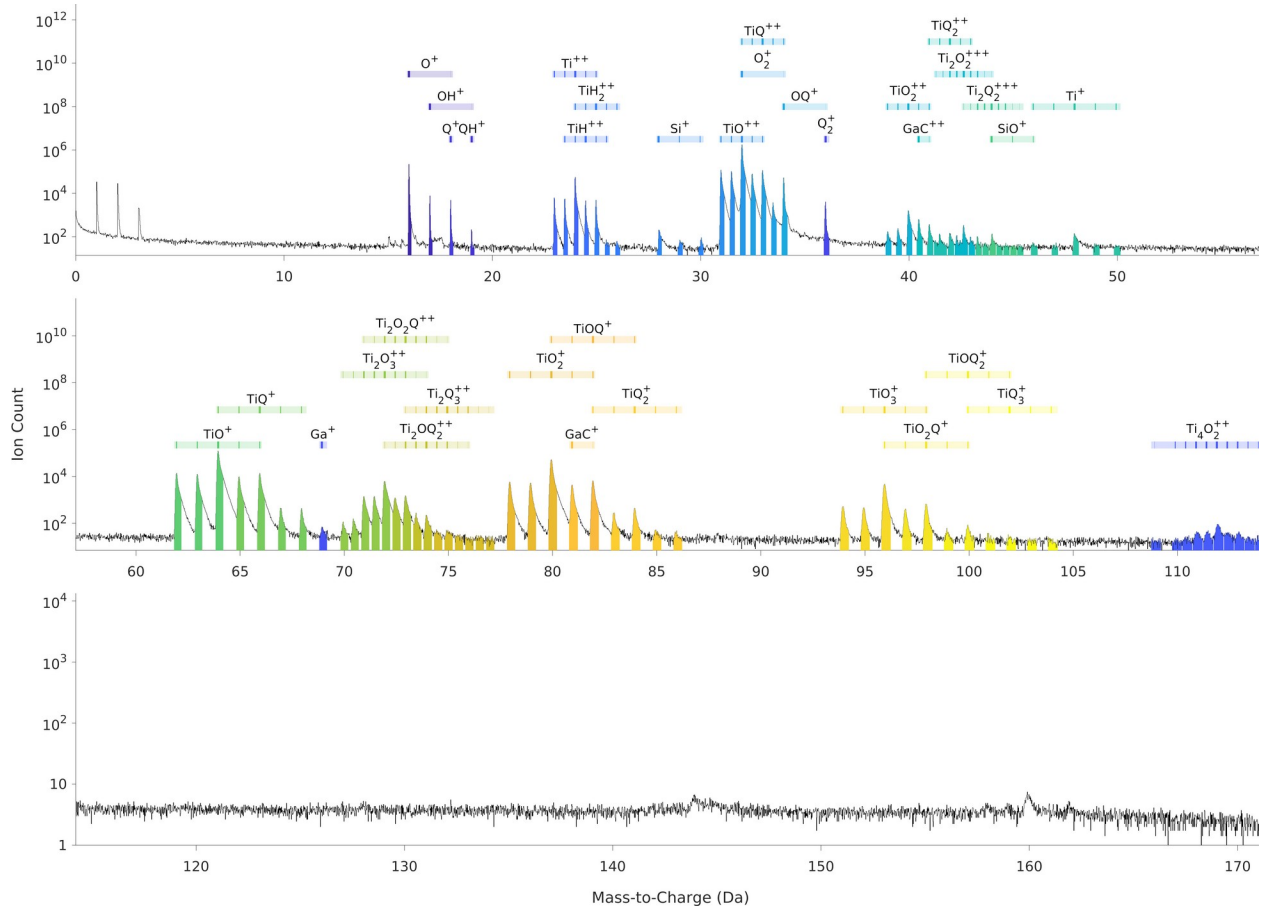 10¹²
TiQ⁺⁺ TiQ₂⁺⁺
10¹⁰ O⁺ Ti⁺⁺ O₂⁺ Ti₂O₂⁺⁺⁺
10⁸ OH⁺ TiH₂⁺⁺ OQ⁺ TiO₂⁺⁺ Ti₂Q₂⁺⁺⁺ Ti⁺
10⁶ Q⁺ QH⁺ TiH⁺⁺ Si⁺ TiO⁺⁺ Q₂⁺ GaC⁺⁺ SiO⁺
10⁴
10²
0 10 20 30 40 50
Ion Count
10¹⁰ Ti₂O₂Q⁺⁺ TiOQ⁺
10⁸ Ti₂O₃⁺⁺ TiO₂⁺ TiOQ₂⁺
TiQ⁺ Ti₂Q₃⁺⁺ TiQ₂⁺ TiO₃⁺ TiQ₃⁺
10⁶ TiO⁺ Ga⁺ Ti₂OQ₂⁺⁺ GaC⁺ TiO₂Q⁺ Ti₄O₂⁺⁺
10⁴
10²
60 65 70 75 80 85 90 95 100 105 110
10⁴
10³
10²
10
1
120 130 140 150 160 170
Mass-to-Charge (Da)